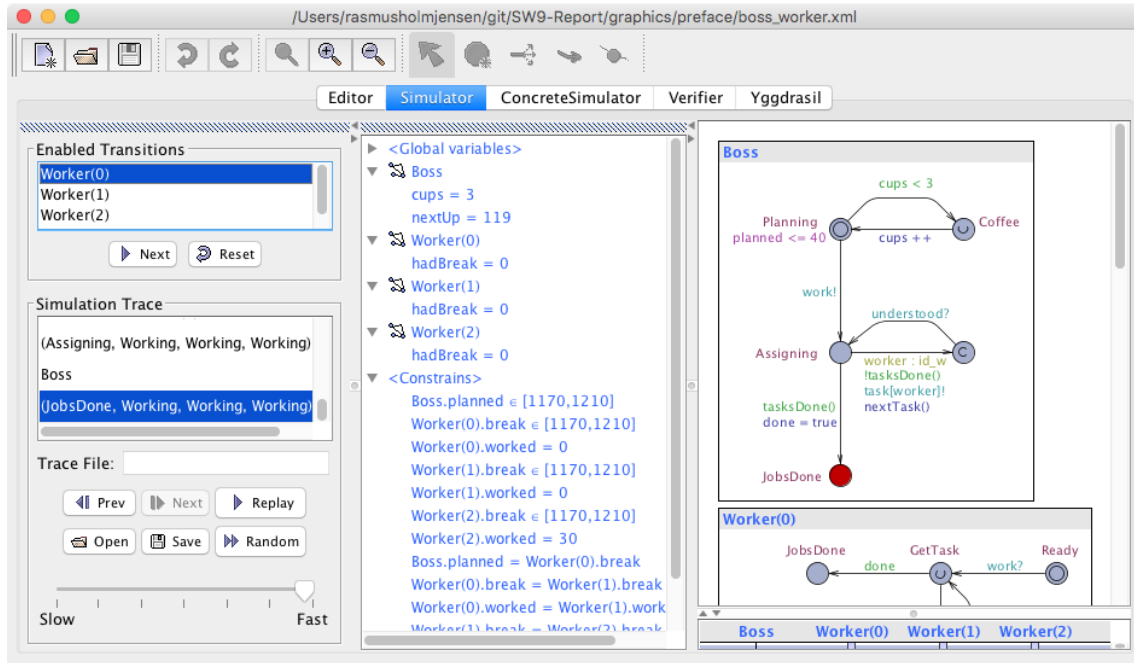 /Users/rasmusholmjensen/git/SW9-Report/graphics/preface/boss_worker.xml
Editor Simulator ConcreteSimulator Verifier Yggdrasil
Enabled Transitions
Worker(0)
Worker(1)
Worker(2)
Next Reset
Simulation Trace
(Assigning, Working, Working, Working)
Boss
(JobsDone, Working, Working, Working)
Trace File:
Prev Next Replay
Open Save Random
Slow Fast
<Global variables>
Boss
cups = 3
nextUp = 119
Worker(0)
hadBreak = 0
Worker(1)
hadBreak = 0
Worker(2)
hadBreak = 0
<Constrains>
Boss.planned ∈ [1170,1210]
Worker(0).break ∈ [1170,1210]
Worker(0).worked = 0
Worker(1).break ∈ [1170,1210]
Worker(1).worked = 0
Worker(2).break ∈ [1170,1210]
Worker(2).worked = 30
Boss.planned = Worker(0).break
Worker(0).break = Worker(1).break
Worker(0).worked = Worker(1).work
Worker(1).break = Worker(2).break
Boss
cups < 3
Planning
planned <= 40
Coffee
cups ++
work!
understood?
Assigning
C
worker : id_w
!tasksDone()
task[worker]!
nextTask()
tasksDone()
done = true
JobsDone
Worker(0)
JobsDone GetTask Ready
done work?
Boss Worker(0) Worker(1) Worker(2)